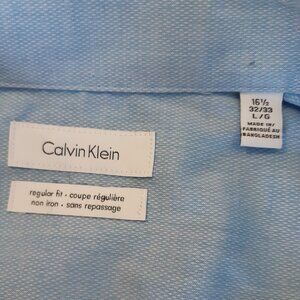 16½
32/33
L/G
MADE IN/
FABRIQUÉ AU
BANGLADESH
Calvin Klein
regular fit - coupe régulière
non iron - sans repassage